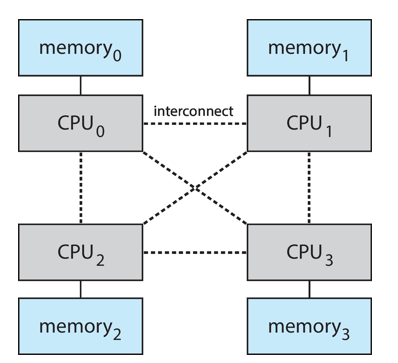 memory0 memory1
CPU0 interconnect CPU1
CPU2 CPU3
memory2 memory3